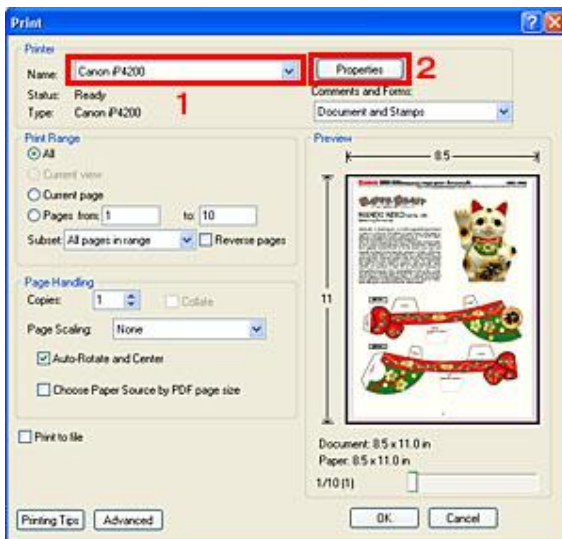 Print
Printer
Name: Canon iP4200
Properties
2
1
Status: Ready
Type: Canon iP4200
Comments and Forms:
Document and Stamps
Print Range
All
Current view
Current page
Pages from: 1 to: 10
Subset: All pages in range
Reverse pages
Page Handling
Copies: 1
Collate
Page Scaling: None
Auto-Rotate and Center
Choose Paper Source by PDF page size
Print to file
Preview
8.5
11
Document: 8.5 x 11.0 in
Paper: 8.5 x 11.0 in
1/10 (1)
Printing Tips
Advanced
OK
Cancel